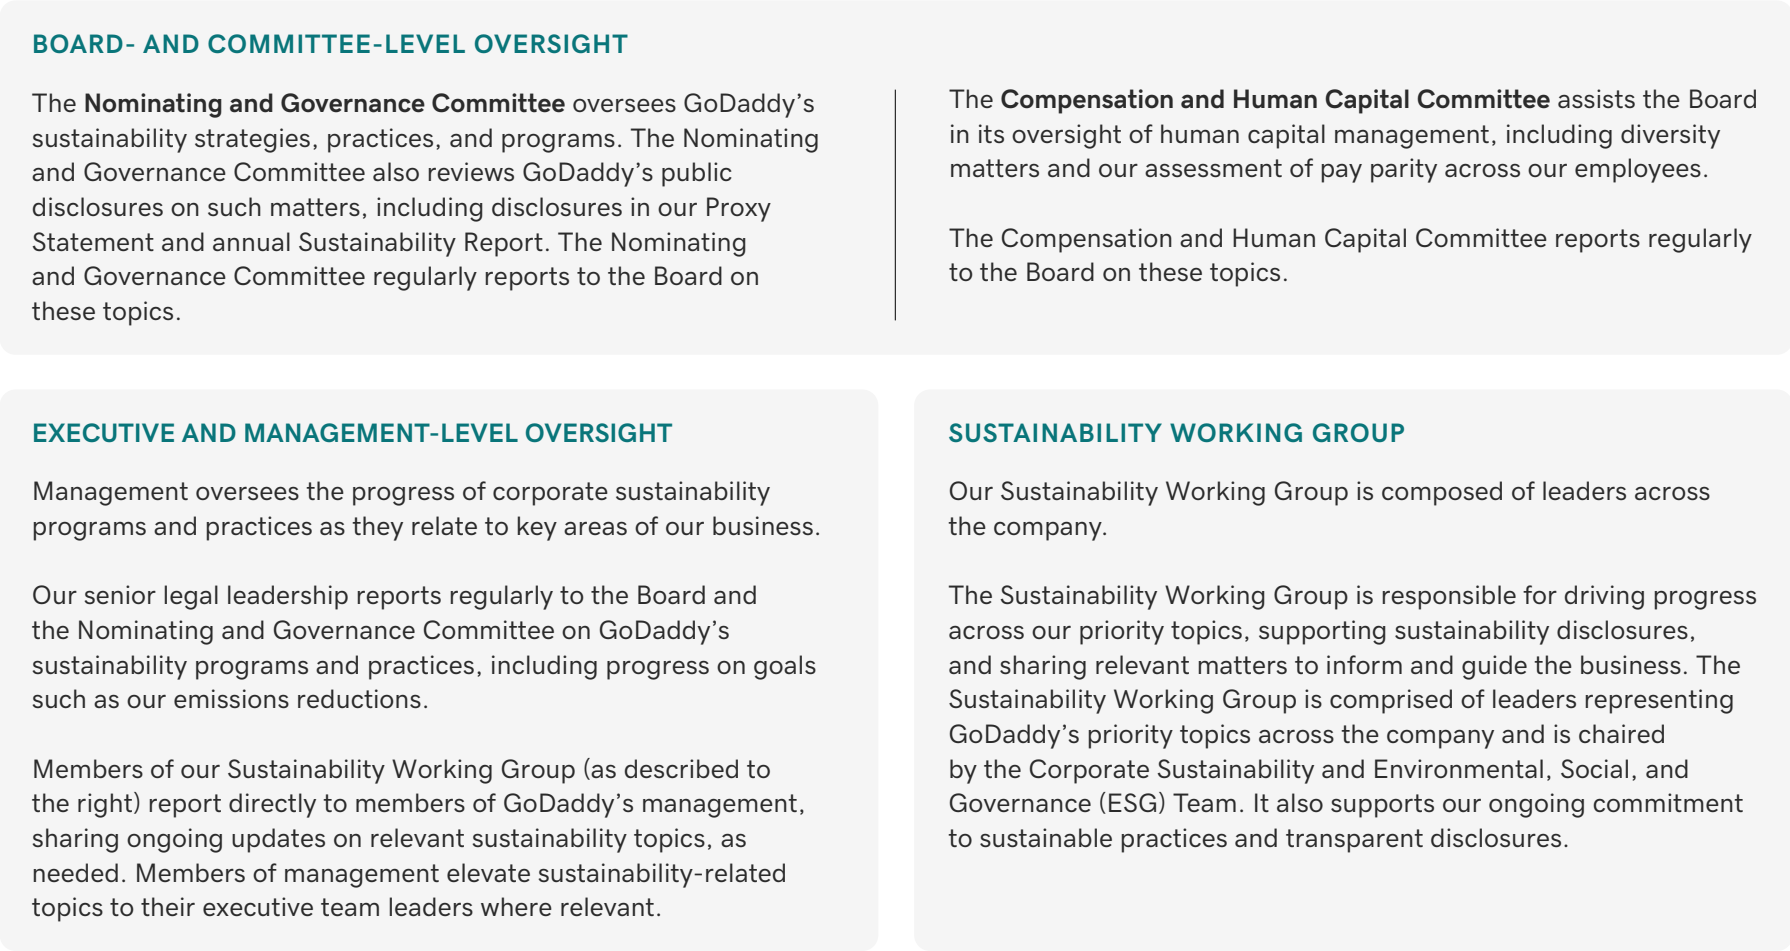 BOARD- AND COMMITTEE-LEVEL OVERSIGHT
The Nominating and Governance Committee oversees GoDaddy’s
sustainability strategies, practices, and programs. The Nominating
and Governance Committee also reviews GoDaddy’s public
disclosures on such matters, including disclosures in our Proxy
Statement and annual Sustainability Report. The Nominating
and Governance Committee regularly reports to the Board on
these topics.
The Compensation and Human Capital Committee assists the Board
in its oversight of human capital management, including diversity
matters and our assessment of pay parity across our employees.
The Compensation and Human Capital Committee reports regularly
to the Board on these topics.
EXECUTIVE AND MANAGEMENT-LEVEL OVERSIGHT
Management oversees the progress of corporate sustainability
programs and practices as they relate to key areas of our business.
Our senior legal leadership reports regularly to the Board and
the Nominating and Governance Committee on GoDaddy’s
sustainability programs and practices, including progress on goals
such as our emissions reductions.
Members of our Sustainability Working Group (as described to
the right) report directly to members of GoDaddy’s management,
sharing ongoing updates on relevant sustainability topics, as
needed. Members of management elevate sustainability-related
topics to their executive team leaders where relevant.
SUSTAINABILITY WORKING GROUP
Our Sustainability Working Group is composed of leaders across
the company.
The Sustainability Working Group is responsible for driving progress
across our priority topics, supporting sustainability disclosures,
and sharing relevant matters to inform and guide the business. The
Sustainability Working Group is comprised of leaders representing
GoDaddy’s priority topics across the company and is chaired
by the Corporate Sustainability and Environmental, Social, and
Governance (ESG) Team. It also supports our ongoing commitment
to sustainable practices and transparent disclosures.